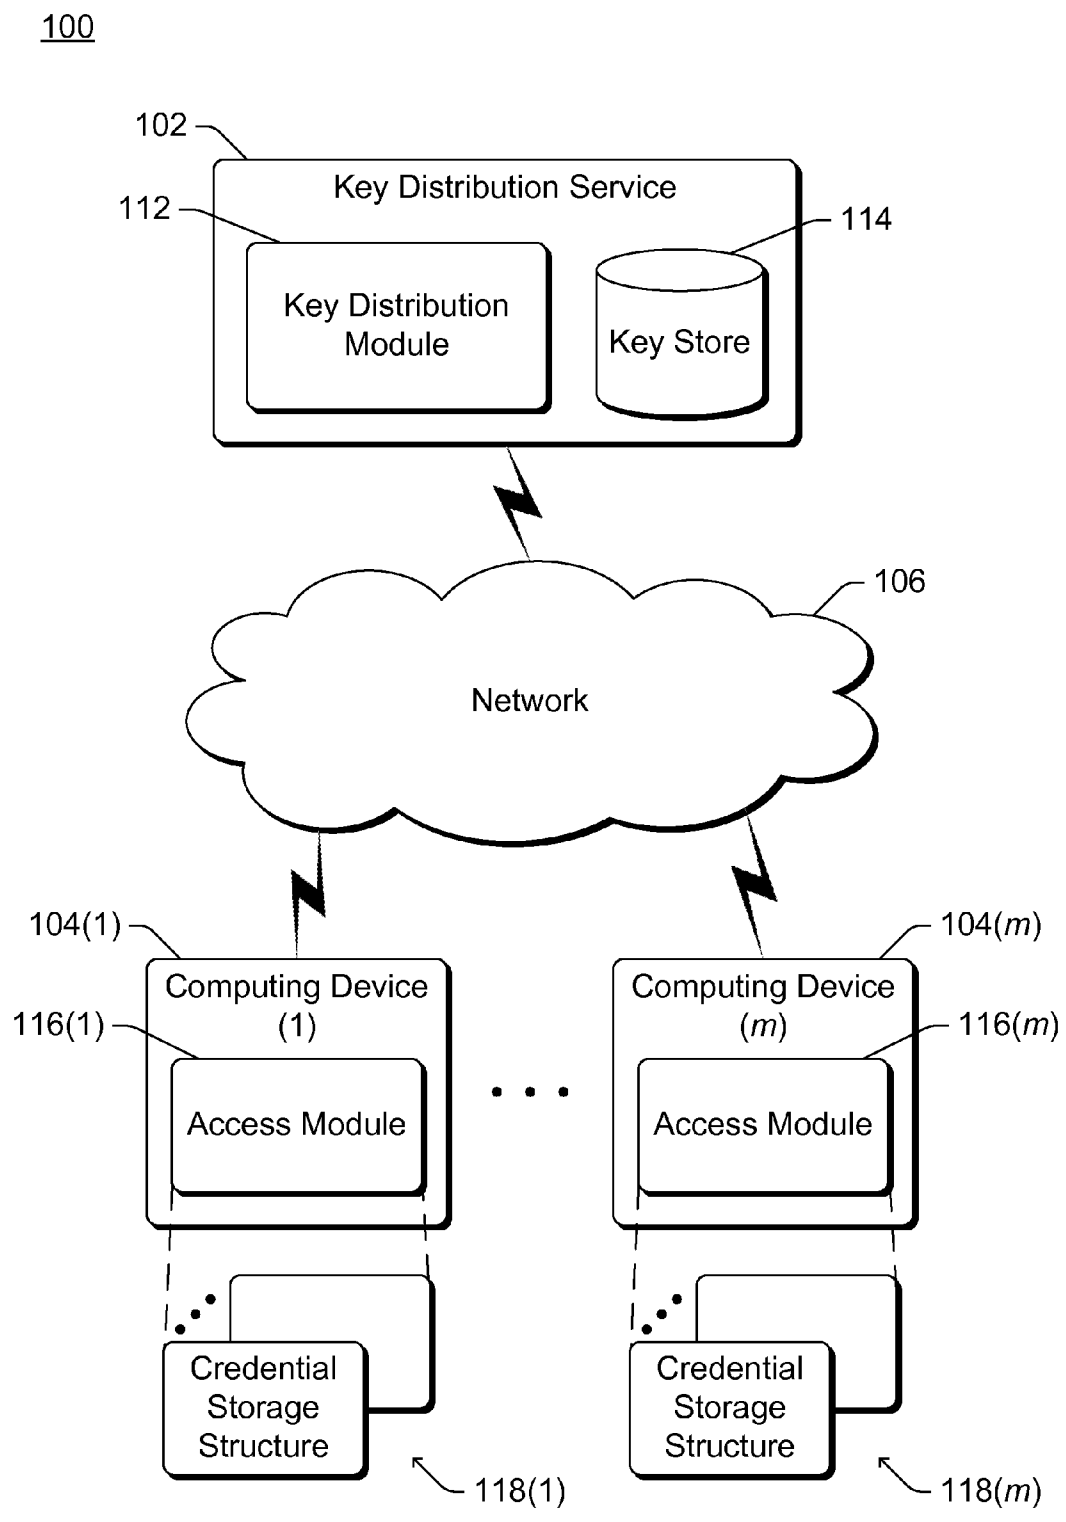 100
102
Key Distribution Service
112
114
Key Distribution
Module
Key Store
106
Network
104(1)
104(m)
Computing Device
(1)
Computing Device
(m)
116(1)
116(m)
Access Module
Access Module
Credential
Storage
Structure
Credential
Storage
Structure
118(1)
118(m)